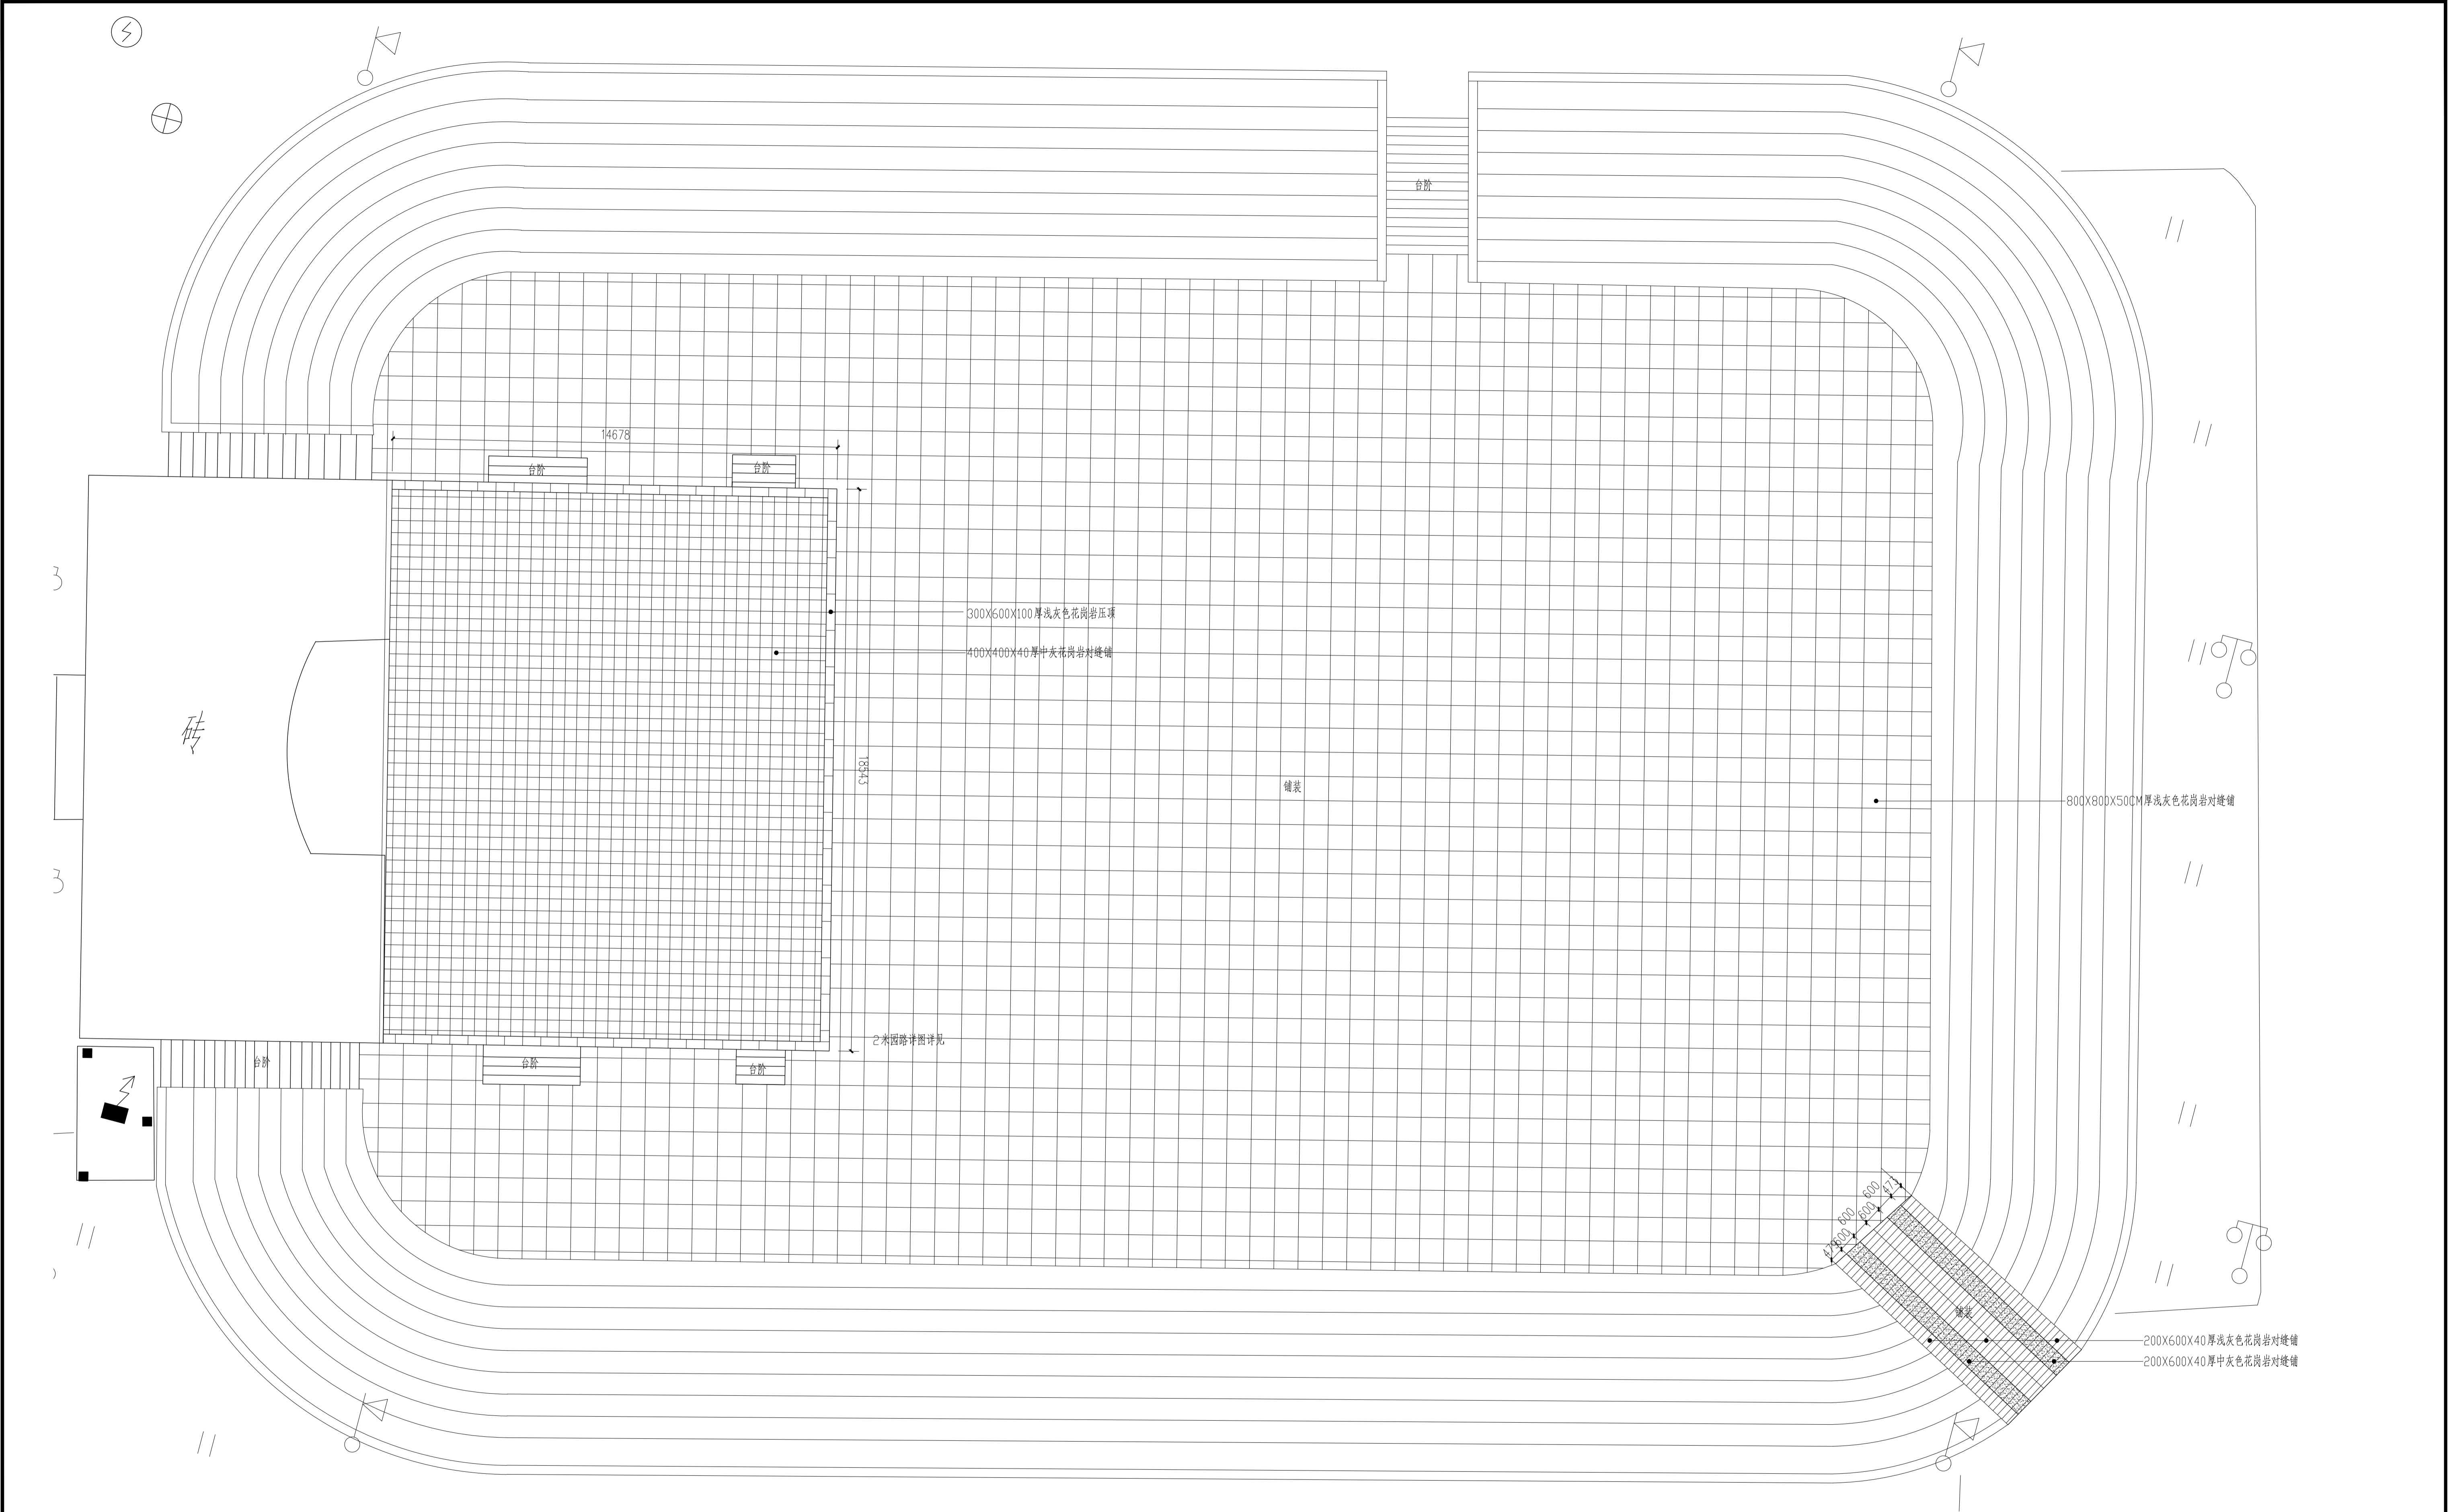 台阶
14678
台阶
台阶
300X600X100厚浅灰色花岗岩压顶
400X400X40厚中灰花岗岩对缝铺
砖
18543
铺装
800X800X50CM厚浅灰色花岗岩对缝铺
2米园路详图详见
台阶
台阶
台阶
473
600
600
600
600
479
铺装
200X600X40厚浅灰色花岗岩对缝铺
200X600X40厚中灰色花岗岩对缝铺